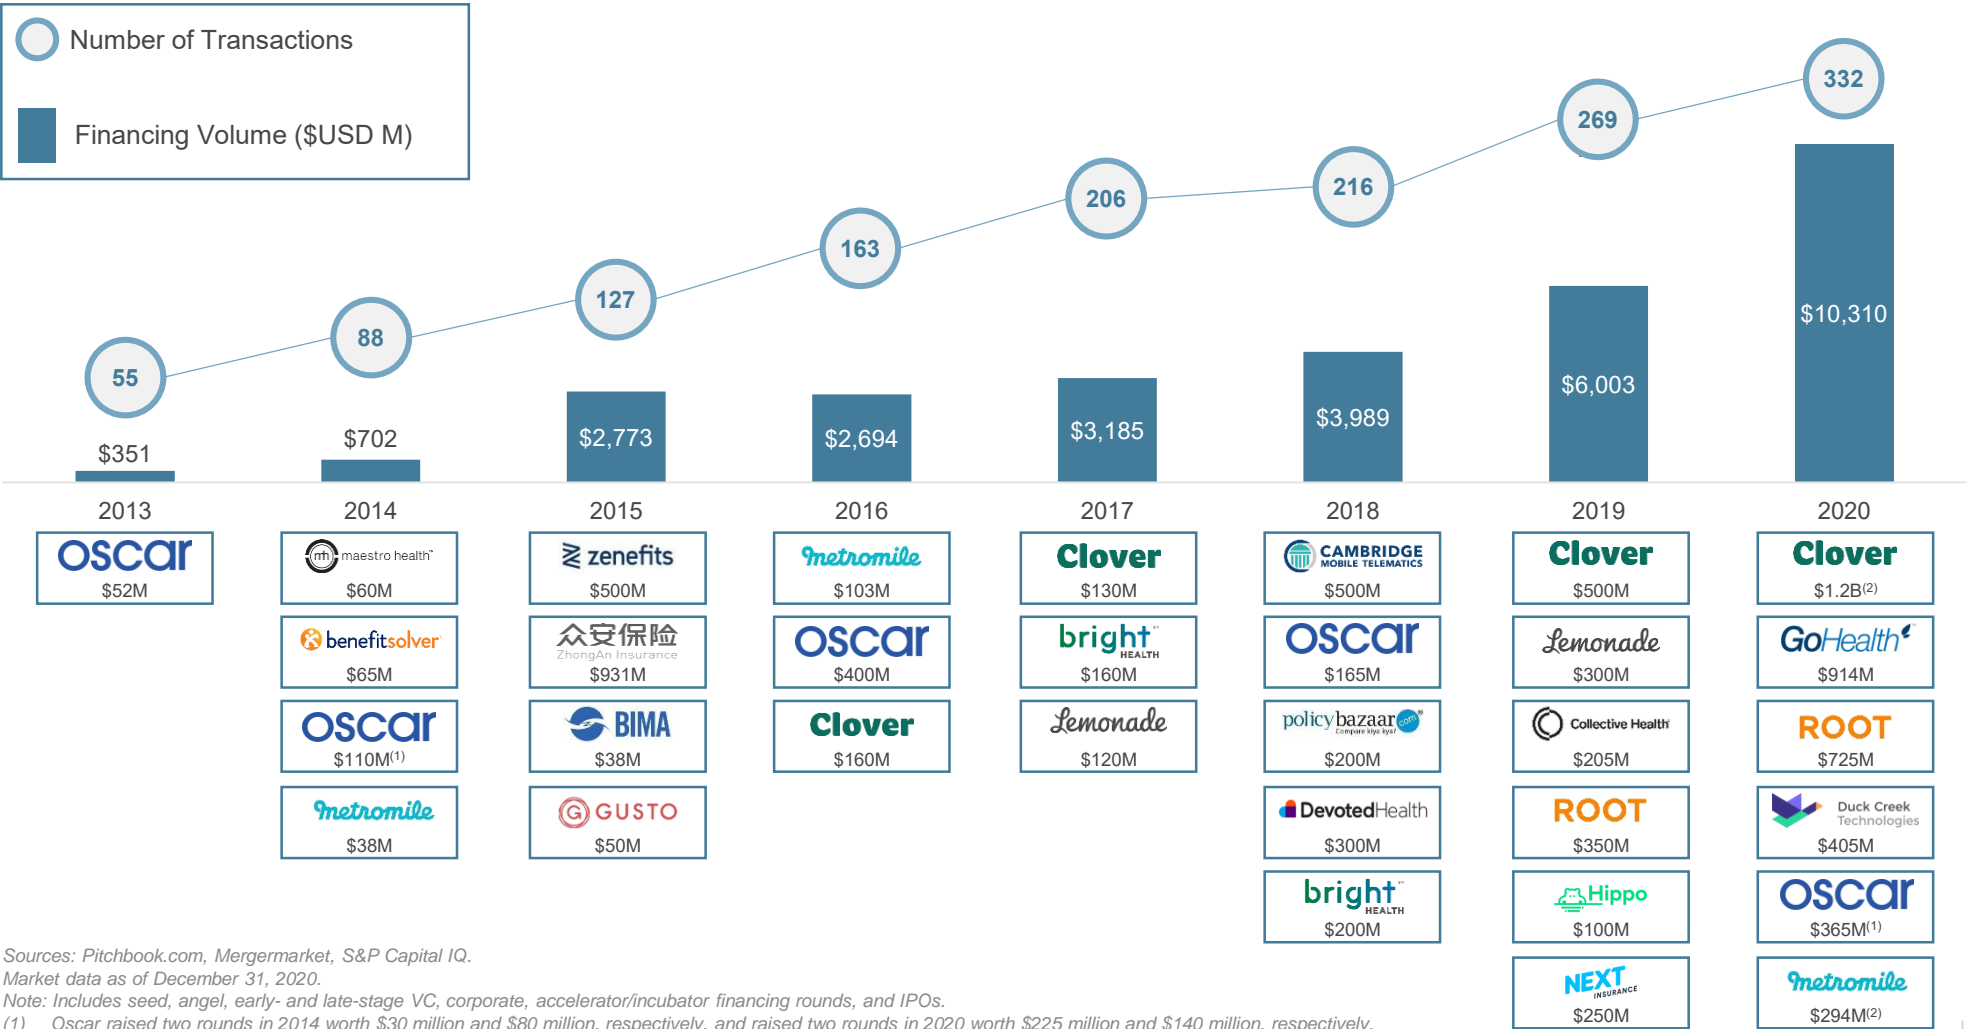 Number of Transactions
Financing Volume ($USD M)
55
88
127
163
206
216
269
332
$351
$702
$2,773
$2,694
$3,185
$3,989
$6,003
$10,310
2013
2014
2015
2016
2017
2018
2019
2020
oscar
$52M
mh maestro health™
$60M
benefitsolver
$65M
oscar
$110M(1)
metromile
$38M
zenefits
$500M
众安保险
ZhongAn Insurance
$931M
BIMA
$38M
G GUSTO
$50M
metromile
$103M
oscar
$400M
Clover
$160M
Clover
$130M
bright℠
HEALTH
$160M
Lemonade
$120M
CAMBRIDGE
MOBILE TELEMATICS
$500M
oscar
$165M
policybazaar.com®
Compare kiya kya?
$200M
DevotedHealth
$300M
bright℠
HEALTH
$200M
Clover
$500M
Lemonade
$300M
Collective Health
$205M
ROOT
$350M
Hippo
$100M
NEXT
INSURANCE
$250M
Clover
$1.2B(2)
GoHealth
$914M
ROOT
$725M
Duck Creek
Technologies
$405M
oscar
$365M(1)
metromile
$294M(2)
Sources: Pitchbook.com, Mergermarket, S&P Capital IQ.
Market data as of December 31, 2020.
Note: Includes seed, angel, early- and late-stage VC, corporate, accelerator/incubator financing rounds, and IPOs.
(1) Oscar raised two rounds in 2014 worth $30 million and $80 million, respectively, and raised two rounds in 2020 worth $225 million and $140 million, respectively.